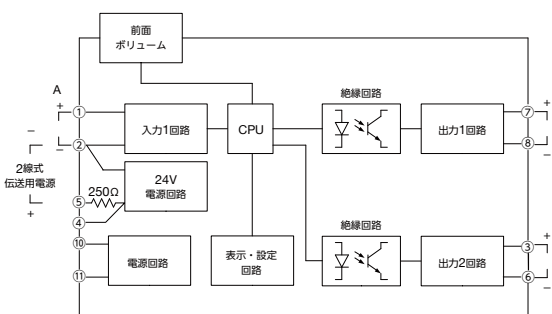 前面
ボリューム
A
+
①
−
②
−
2線式
伝送用電源
+
250Ω
⑤
④
⑩
⑪
入力1回路
CPU
24V
電源回路
電源回路
表示・設定
回路
絶縁回路
出力1回路
⑦
+
⑧
−
絶縁回路
出力2回路
③
+
⑥
−